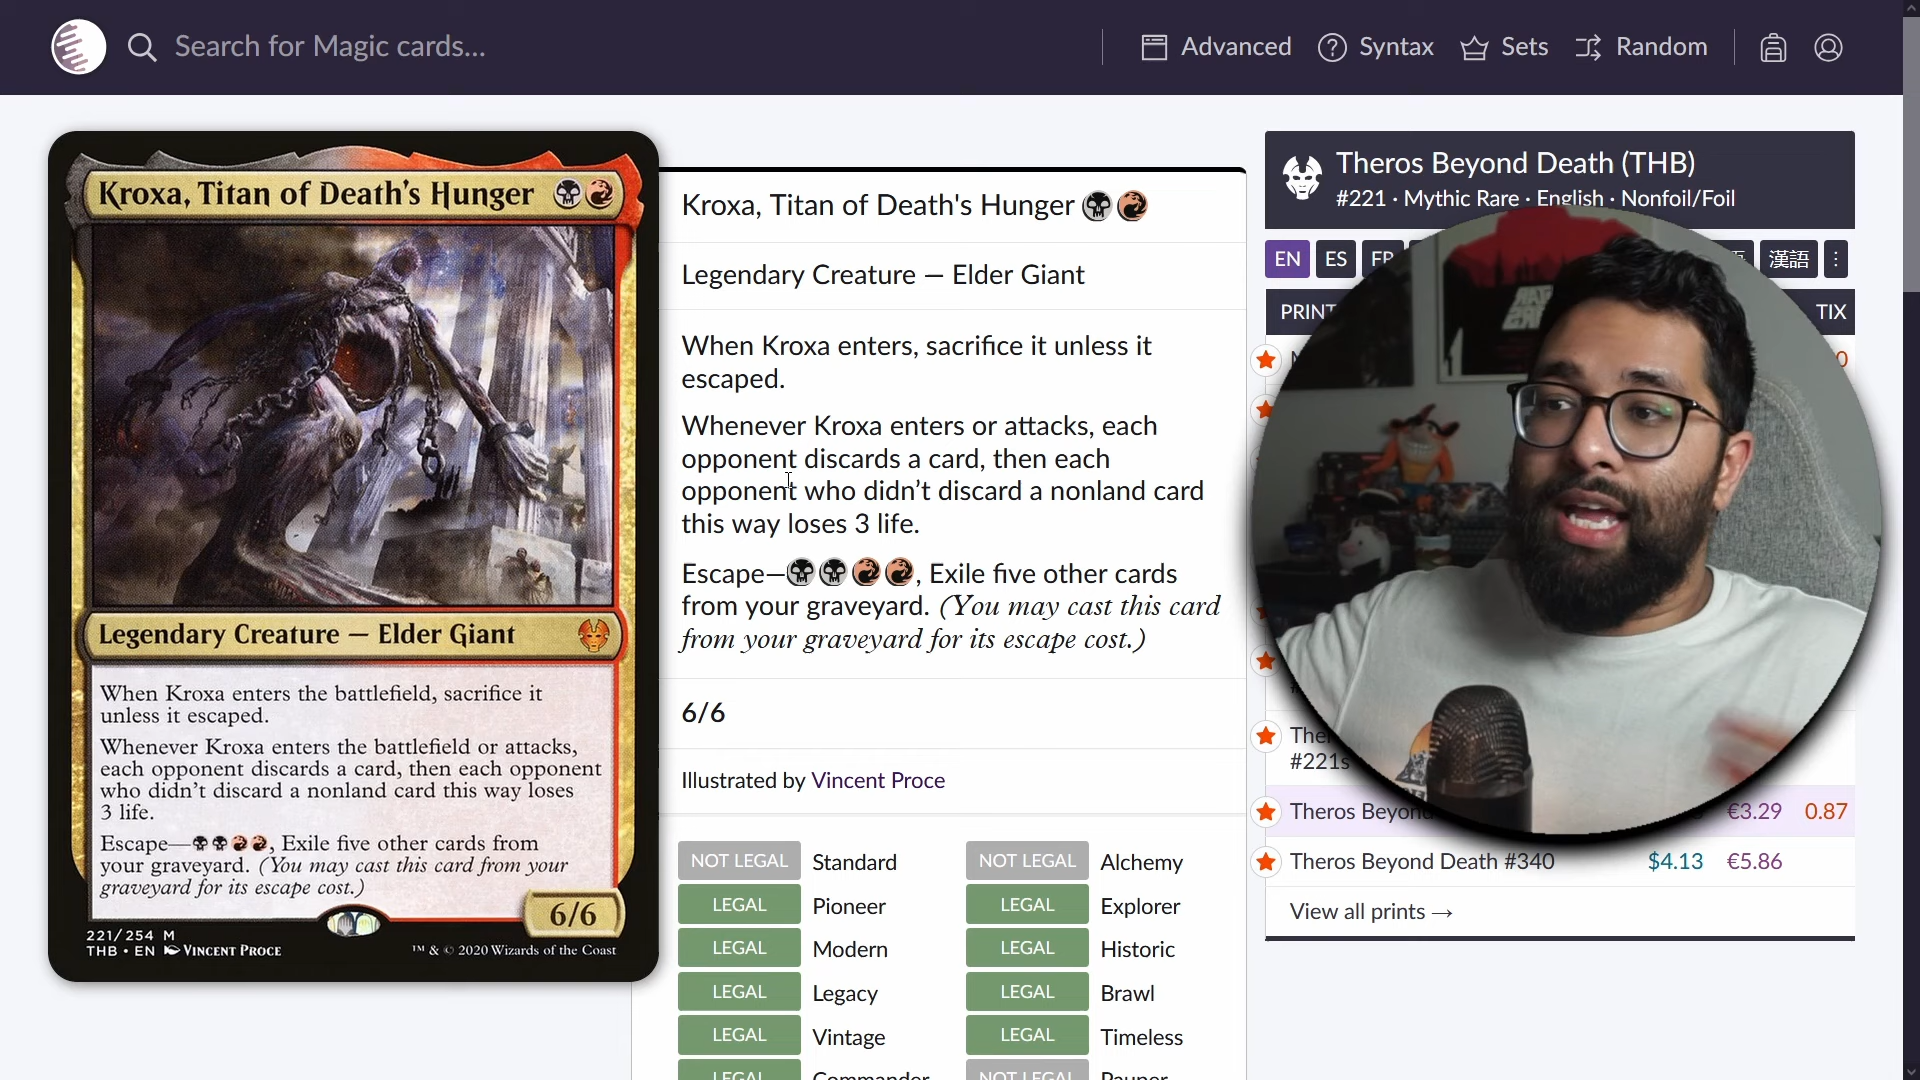 Search for Magic cards...
Advanced
Syntax
Sets
Random
Kroxa, Titan of Death's Hunger
Legendary Creature — Elder Giant
When Kroxa enters the battlefield, sacrifice it
unless it escaped.
Whenever Kroxa enters the battlefield or attacks,
each opponent discards a card, then each opponent
who didn't discard a nonland card this way loses
3 life.
Escape—, Exile five other cards from
your graveyard. (You may cast this card from your
graveyard for its escape cost.)
6/6
221/254 M
THB • EN VINCENT PROCE
™ & © 2020 Wizards of the Coast
Kroxa, Titan of Death's Hunger
Legendary Creature — Elder Giant
When Kroxa enters, sacrifice it unless it
escaped.
Whenever Kroxa enters or attacks, each
opponent discards a card, then each
opponent who didn’t discard a nonland card
this way loses 3 life.
Escape—, Exile five other cards
from your graveyard. (You may cast this card
from your graveyard for its escape cost.)
6/6
Illustrated by Vincent Proce
NOT LEGAL Standard NOT LEGAL Alchemy
LEGAL Pioneer LEGAL Explorer
LEGAL Modern LEGAL Historic
LEGAL Legacy LEGAL Brawl
LEGAL Vintage LEGAL Timeless
LEGAL Commander NOT LEGAL Pauper
Theros Beyond Death (THB)
#221 · Mythic Rare · English · Nonfoil/Foil
EN ES FR 漢語
TIX
#221s
Theros Beyond €3.29 0.87
Theros Beyond Death #340 $4.13 €5.86
View all prints →